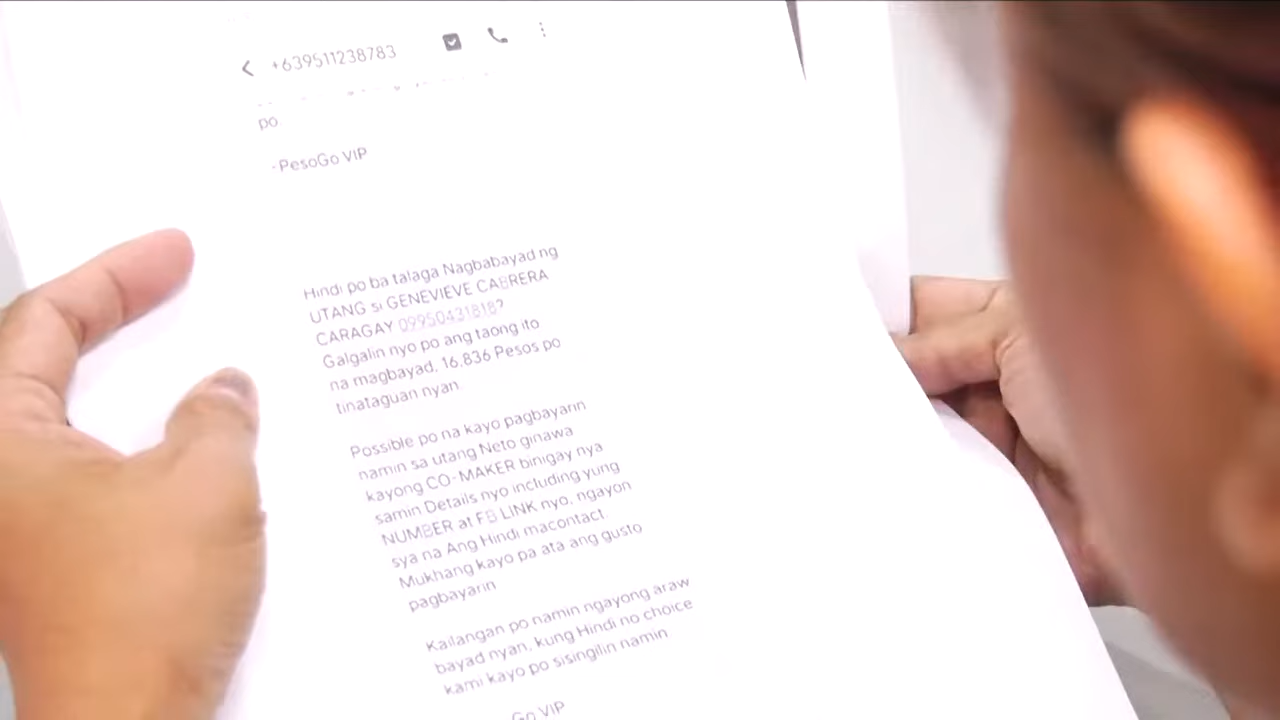 +639511238783
po.
-PesoGo VIP
Hindi po ba talaga Nagbabayad ng
UTANG si GENEVIEVE CABRERA
CARAGAY 09950431818?
Galgalin nyo po ang taong ito
na magbayad, 16,836 Pesos po
tinataguan nyan
Possible po na kayo pagbayarin
namin sa utang Neto ginawa
kayong CO-MAKER binigay nya
samin Details nyo including yung
NUMBER at FB LINK nyo, ngayon
sya na Ang Hindi macontact
Mukhang kayo pa ata ang gusto
pagbayarin
Kailangan po namin ngayong araw
bayad nyan, kung Hindi no choice
kami kayo po sisingilin namin
Go VIP